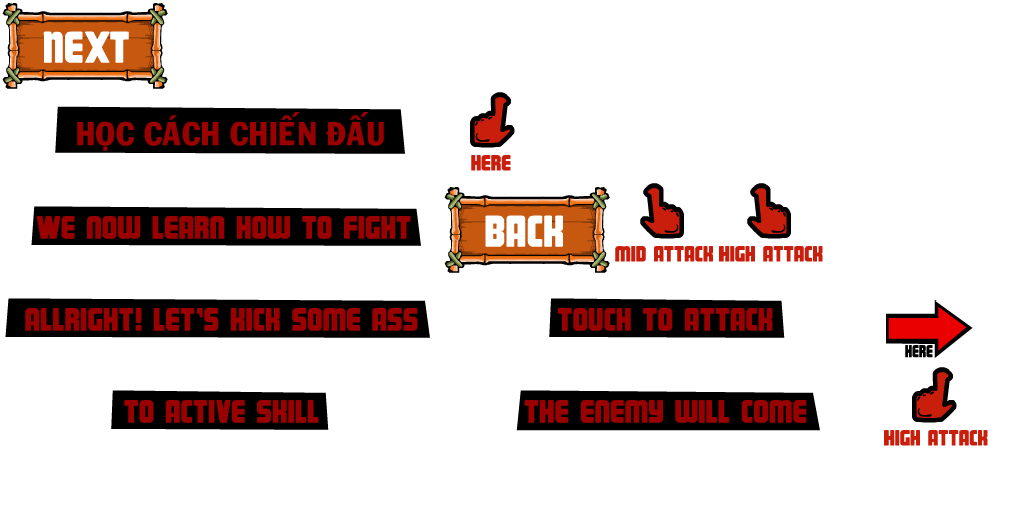 NEXT
HỌC CÁCH CHIẾN ĐẤU
HERE
WE NOW LEARN HOW TO FIGHT
BACK
MID ATTACK
HIGH ATTACK
ALLRIGHT! LET'S KICK SOME ASS
TOUCH TO ATTACK
HERE
TO ACTIVE SKILL
THE ENEMY WILL COME
HIGH ATTACK